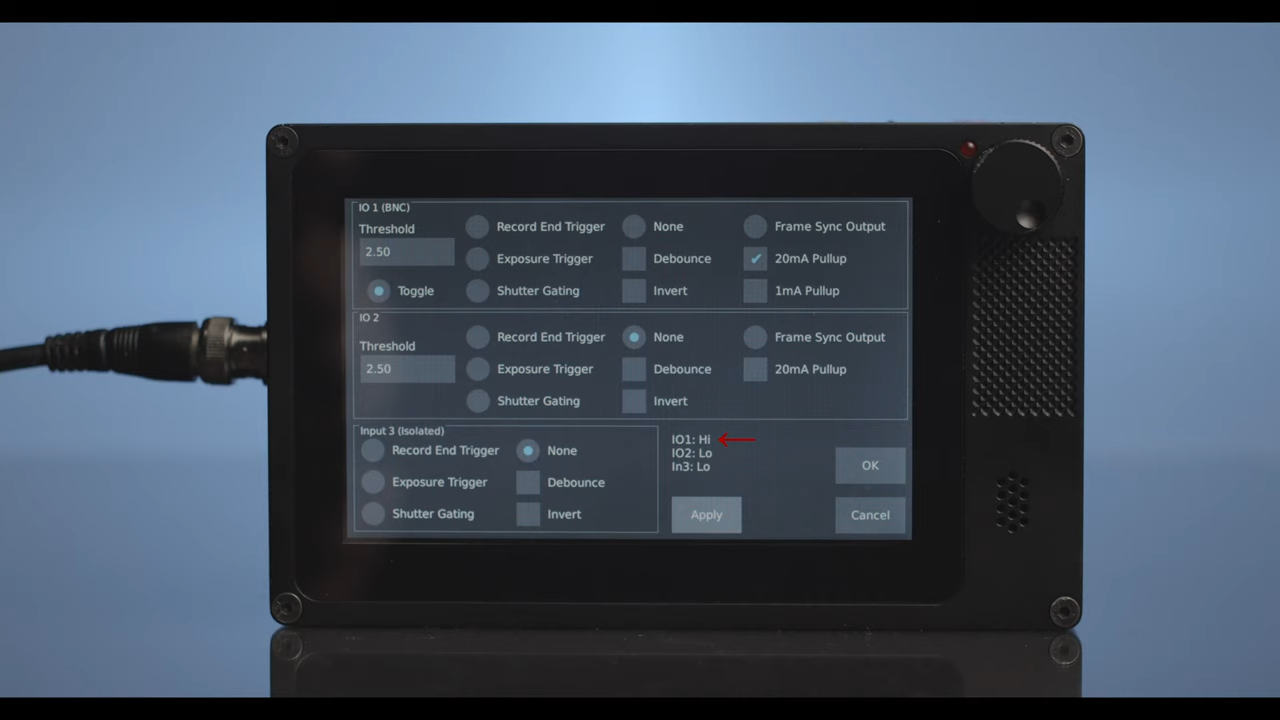 IO 1 (BNC)
Threshold
2.50
Toggle
Record End Trigger
Exposure Trigger
Shutter Gating
None
Debounce
Invert
Frame Sync Output
20mA Pullup
1mA Pullup
IO 2
Threshold
2.50
Record End Trigger
Exposure Trigger
Shutter Gating
None
Debounce
Invert
Frame Sync Output
20mA Pullup
Input 3 (Isolated)
Record End Trigger
Exposure Trigger
Shutter Gating
None
Debounce
Invert
IO1: Hi
IO2: Lo
In3: Lo
Apply
OK
Cancel